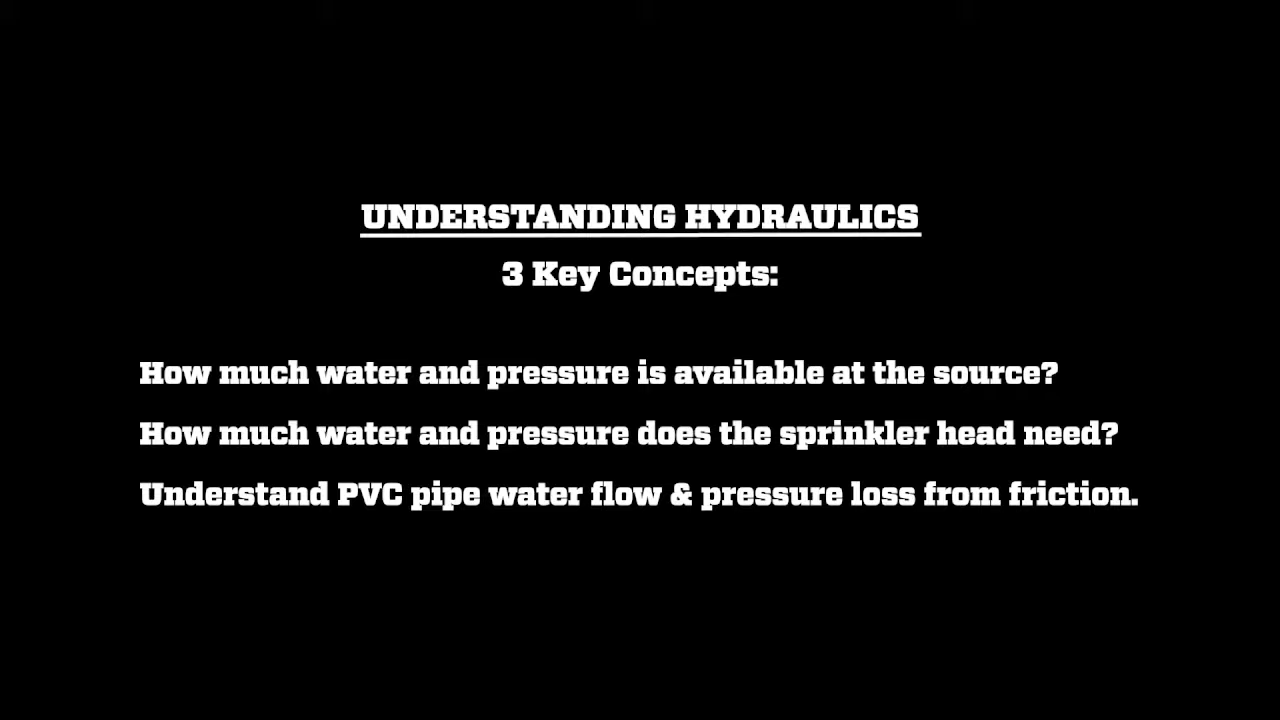 UNDERSTANDING HYDRAULICS
3 Key Concepts:
How much water and pressure is available at the source?
How much water and pressure does the sprinkler head need?
Understand PVC pipe water flow & pressure loss from friction.